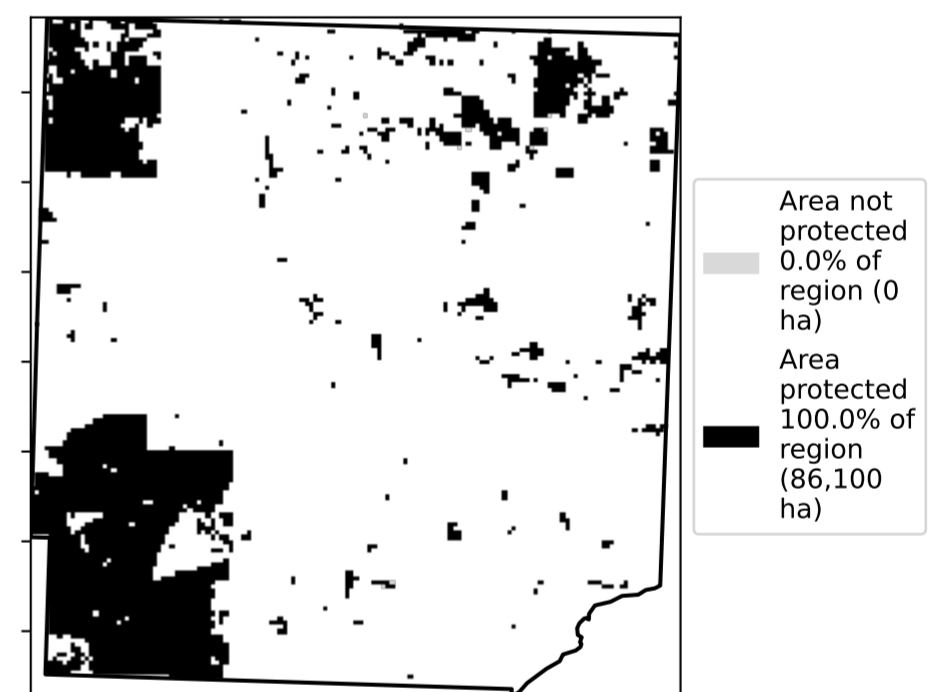 Area not
protected
0.0% of
region (0
ha)
Area
protected
100.0% of
region
(86,100
ha)